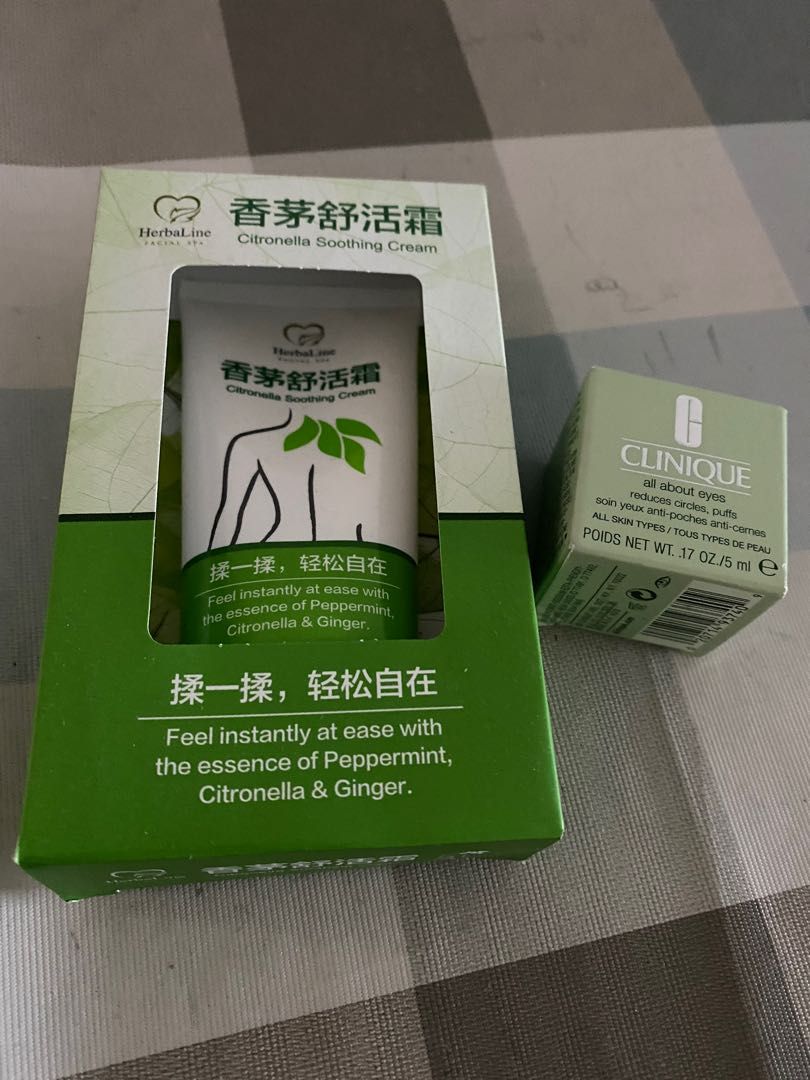 HerbaLine
FACIAL SPA
香茅舒活霜
Citronella Soothing Cream
HerbaLine
FACIAL SPA
香茅舒活霜
Citronella Soothing Cream
揉一揉，轻松自在
Feel instantly at ease with
the essence of Peppermint,
Citronella & Ginger.
揉一揉，轻松自在
Feel instantly at ease with
the essence of Peppermint,
Citronella & Ginger.
HerbaLine
香茅舒活霜
CLINIQUE
all about eyes
reduces circles, puffs
soin yeux anti-poches anti-cernes
ALL SKIN TYPES / TOUS TYPES DE PEAU
POIDS NET WT. .17 OZ./5 ml e